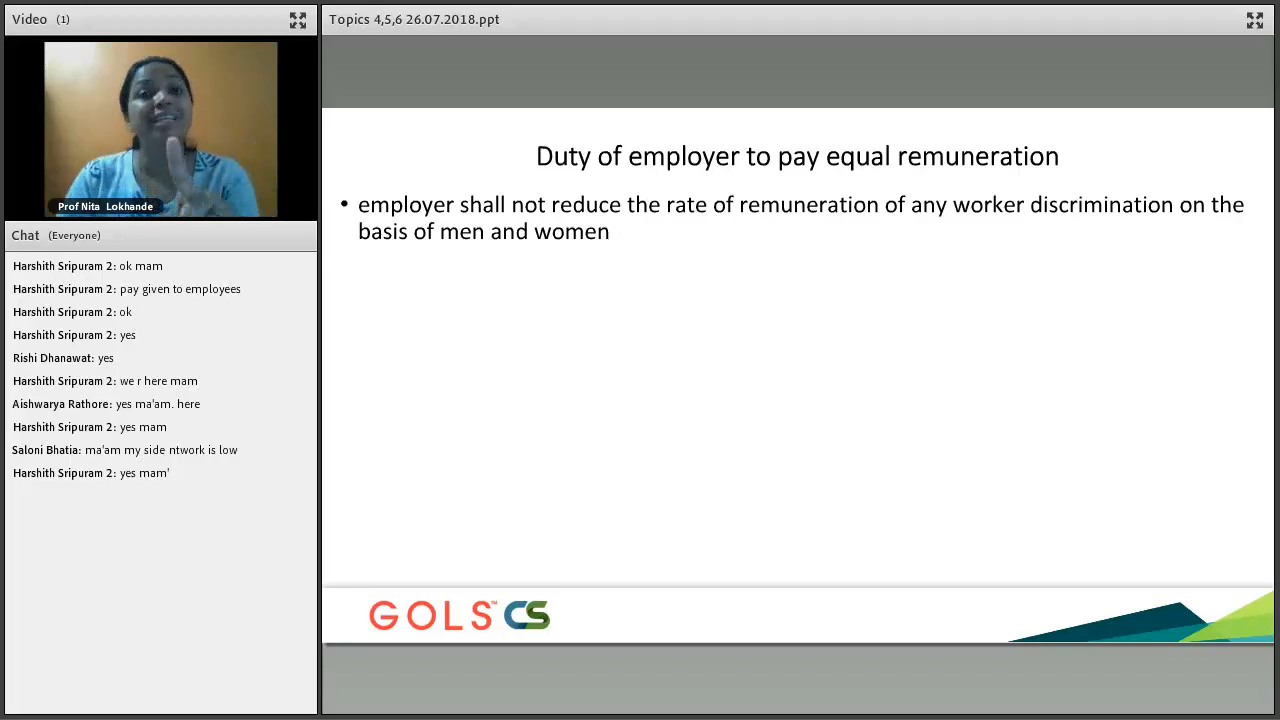 Video (1)
Topics 4,5,6 26.07.2018.ppt
Prof Nita Lokhande
Chat (Everyone)
Harshith Sripuram 2: ok mam
Harshith Sripuram 2: pay given to employees
Harshith Sripuram 2: ok
Harshith Sripuram 2: yes
Rishi Dhanawat: yes
Harshith Sripuram 2: we r here mam
Aishwarya Rathore: yes ma'am. here
Harshith Sripuram 2: yes mam
Saloni Bhatia: ma'am my side ntwork is low
Harshith Sripuram 2: yes mam'
Duty of employer to pay equal remuneration
• employer shall not reduce the rate of remuneration of any worker discrimination on the
basis of men and women
GOLS™ CS